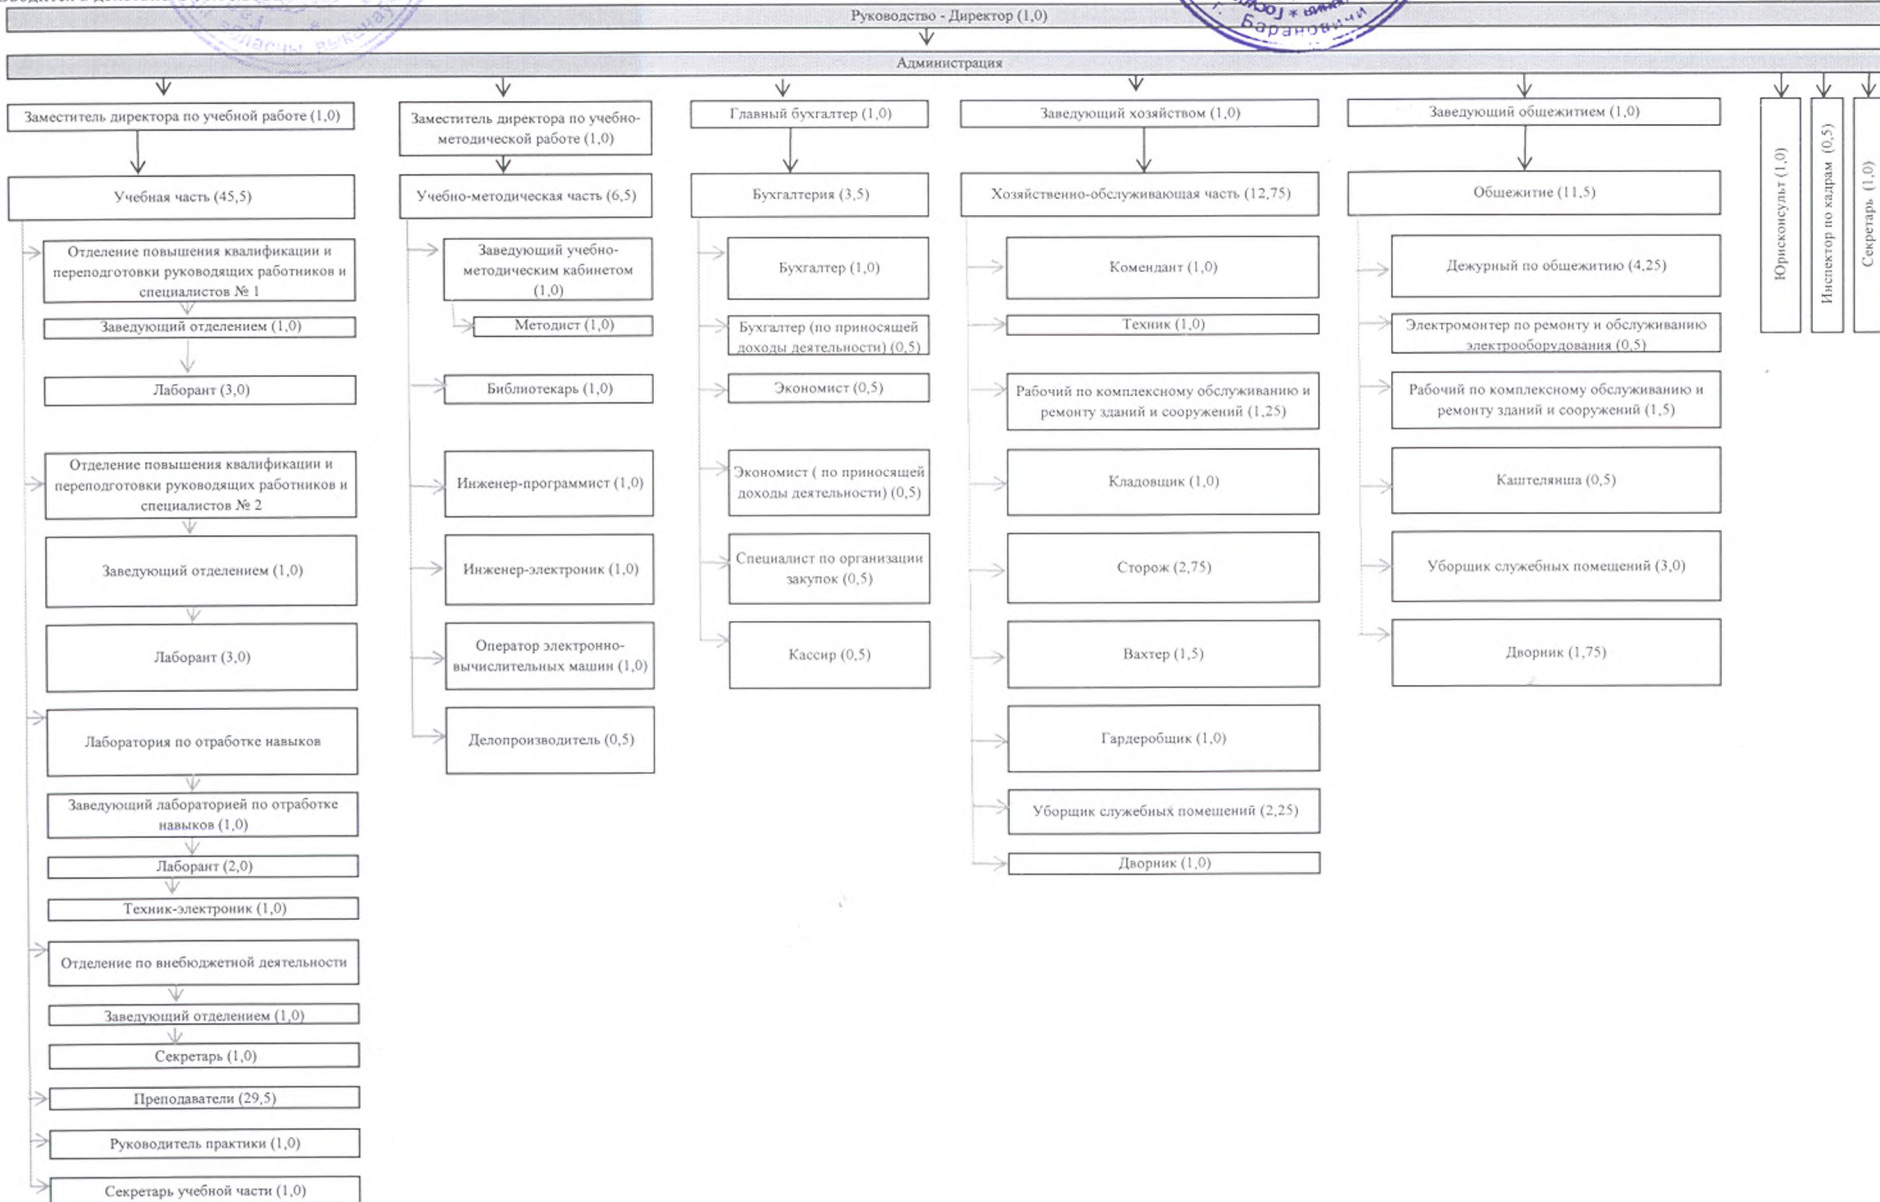 Руководство - Директор (1,0)
г. Барановичи
Администрация
Заместитель директора по учебной работе (1,0)
Учебная часть (45,5)
Отделение повышения квалификации и
переподготовки руководящих работников и
специалистов № 1
Заведующий отделением (1,0)
Лаборант (3,0)
Отделение повышения квалификации и
переподготовки руководящих работников и
специалистов № 2
Заведующий отделением (1,0)
Лаборант (3,0)
Лаборатория по отработке навыков
Заведующий лабораторией по отработке
навыков (1,0)
Лаборант (2,0)
Техник-электроник (1,0)
Отделение по внебюджетной деятельности
Заведующий отделением (1,0)
Секретарь (1,0)
Преподаватели (29,5)
Руководитель практики (1,0)
Секретарь учебной части (1,0)
Заместитель директора по учебно-
методической работе (1,0)
Учебно-методическая часть (6,5)
Заведующий учебно-
методическим кабинетом
(1,0)
Методист (1,0)
Библиотекарь (1,0)
Инженер-программист (1,0)
Инженер-электроник (1,0)
Оператор электронно-
вычислительных машин (1,0)
Делопроизводитель (0,5)
Главный бухгалтер (1,0)
Бухгалтерия (3,5)
Бухгалтер (1,0)
Бухгалтер (по приносящей
доходы деятельности) (0,5)
Экономист (0,5)
Экономист ( по приносящей
доходы деятельности) (0,5)
Специалист по организации
закупок (0,5)
Кассир (0,5)
Заведующий хозяйством (1,0)
Хозяйственно-обслуживающая часть (12,75)
Комендант (1,0)
Техник (1,0)
Рабочий по комплексному обслуживанию и
ремонту зданий и сооружений (1,25)
Кладовщик (1,0)
Сторож (2,75)
Вахтер (1,5)
Гардеробщик (1,0)
Уборщик служебных помещений (2,25)
Дворник (1,0)
Заведующий общежитием (1,0)
Общежитие (11,5)
Дежурный по общежитию (4,25)
Электромонтер по ремонту и обслуживанию
электрооборудования (0,5)
Рабочий по комплексному обслуживанию и
ремонту зданий и сооружений (1,5)
Каштелянша (0,5)
Уборщик служебных помещений (3,0)
Дворник (1,75)
Юрисконсульт (1,0)
Инспектор по кадрам (0,5)
Секретарь (1,0)